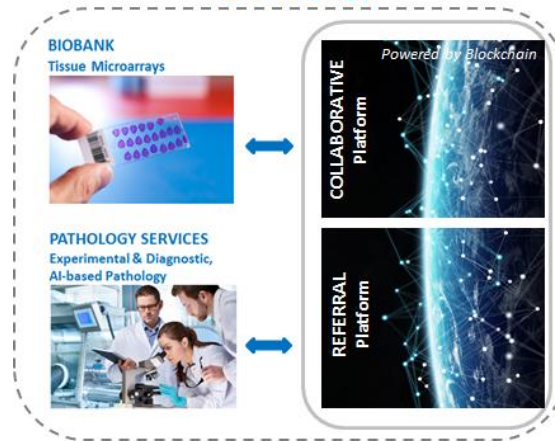 BIOBANK
Tissue Microarrays
Powered by Blockchain
COLLABORATIVE
Platform
PATHOLOGY SERVICES
Experimental & Diagnostic,
AI-based Pathology
REFERRAL
Platform